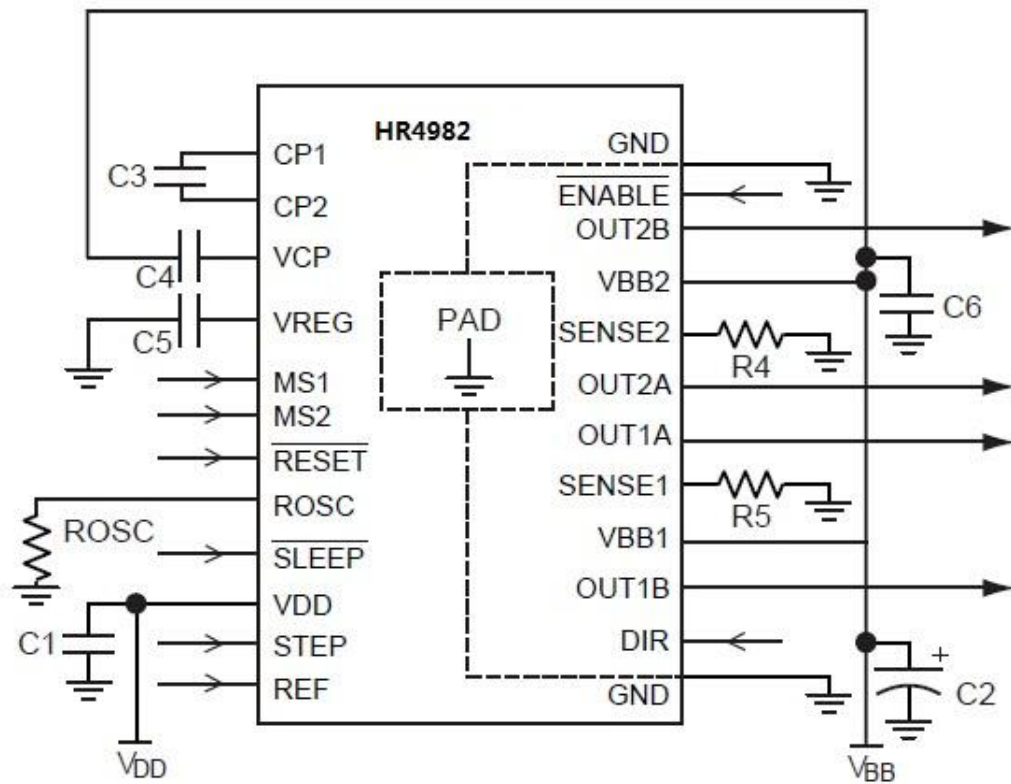 HR4982
CP1
C3
CP2
VCP
C4
VREG
C5
MS1
MS2
RESET
ROSC
ROSC
SLEEP
VDD
C1
STEP
REF
VDD
PAD
GND
ENABLE
OUT2B
VBB2
C6
SENSE2
R4
OUT2A
OUT1A
SENSE1
R5
VBB1
OUT1B
DIR
+
C2
GND
VBB